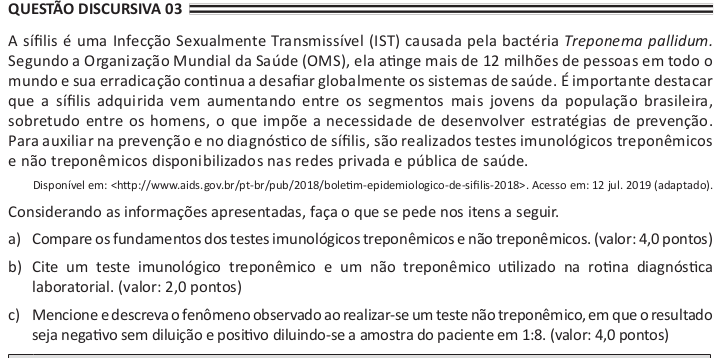 QUESTÃO DISCURSIVA 03
A sífilis é uma Infecção Sexualmente Transmissível (IST) causada pela bactéria Treponema pallidum.
Segundo a Organização Mundial da Saúde (OMS), ela atinge mais de 12 milhões de pessoas em todo o
mundo e sua erradicação continua a desafiar globalmente os sistemas de saúde. É importante destacar
que a sífilis adquirida vem aumentando entre os segmentos mais jovens da população brasileira,
sobretudo entre os homens, o que impõe a necessidade de desenvolver estratégias de prevenção.
Para auxiliar na prevenção e no diagnóstico de sífilis, são realizados testes imunológicos treponêmicos
e não treponêmicos disponibilizados nas redes privada e pública de saúde.
Disponível em: <http://www.aids.gov.br/pt-br/pub/2018/boletim-epidemiologico-de-sifilis-2018>. Acesso em: 12 jul. 2019 (adaptado).
Considerando as informações apresentadas, faça o que se pede nos itens a seguir.
a) Compare os fundamentos dos testes imunológicos treponêmicos e não treponêmicos. (valor: 4,0 pontos)
b) Cite um teste imunológico treponêmico e um não treponêmico utilizado na rotina diagnóstica
laboratorial. (valor: 2,0 pontos)
c) Mencione e descreva o fenômeno observado ao realizar-se um teste não treponêmico, em que o resultado
seja negativo sem diluição e positivo diluindo-se a amostra do paciente em 1:8. (valor: 4,0 pontos)